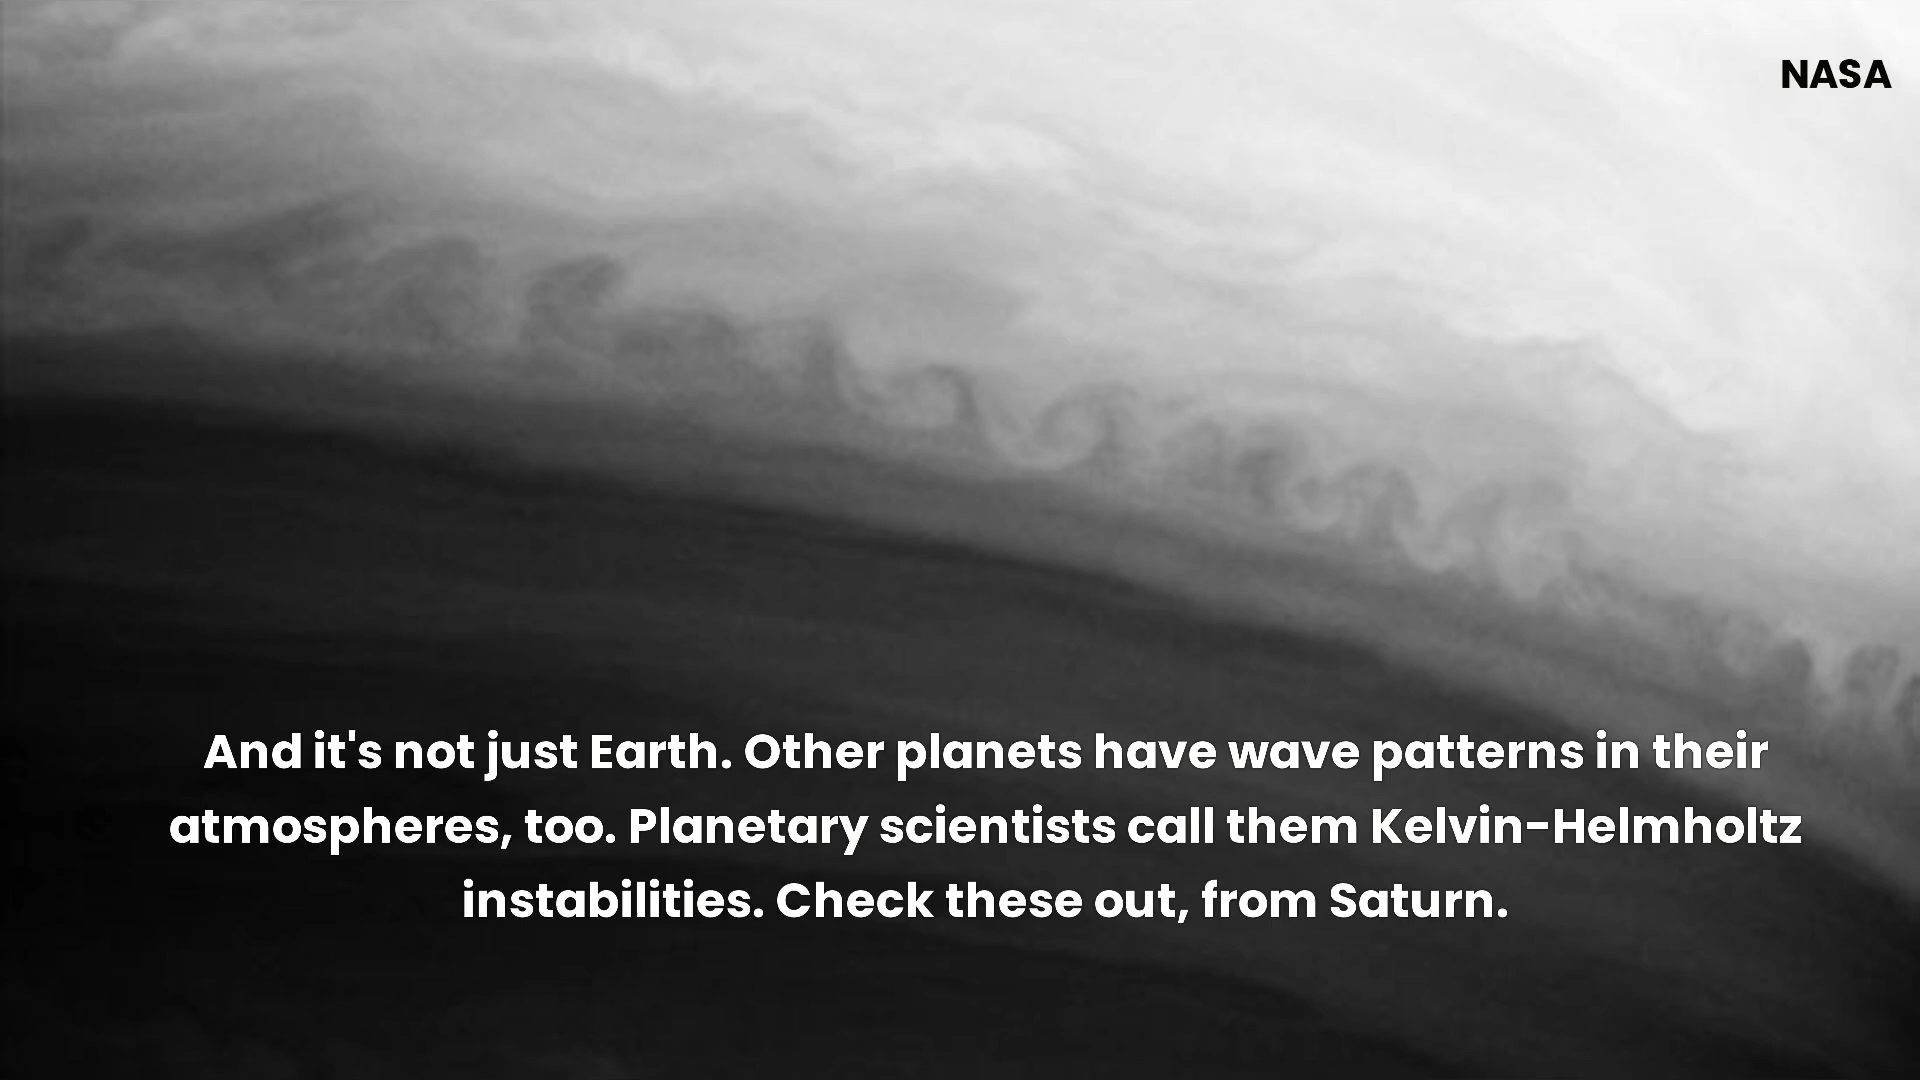 NASA
And it's not just Earth. Other planets have wave patterns in their
atmospheres, too. Planetary scientists call them Kelvin-Helmholtz
instabilities. Check these out, from Saturn.